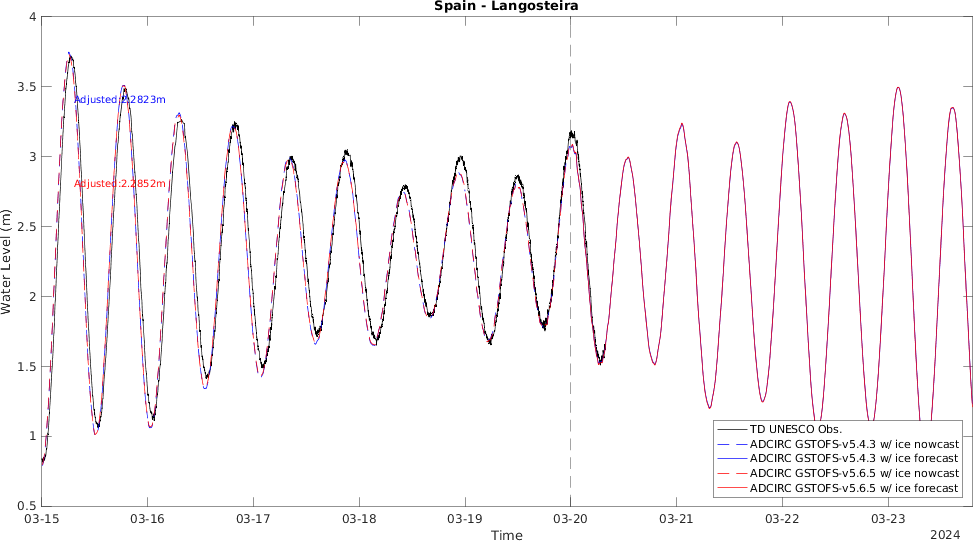 Spain - Langosteira
4
3.5
3
2.5
2
1.5
1
0.5
Water Level (m)
Adjusted:2.2823m
Adjusted:2.2852m
TD UNESCO Obs.
ADCIRC GSTOFS-v5.4.3 w/ ice nowcast
ADCIRC GSTOFS-v5.4.3 w/ ice forecast
ADCIRC GSTOFS-v5.6.5 w/ ice nowcast
ADCIRC GSTOFS-v5.6.5 w/ ice forecast
03-15 03-16 03-17 03-18 03-19 03-20 03-21 03-22 03-23
Time
2024